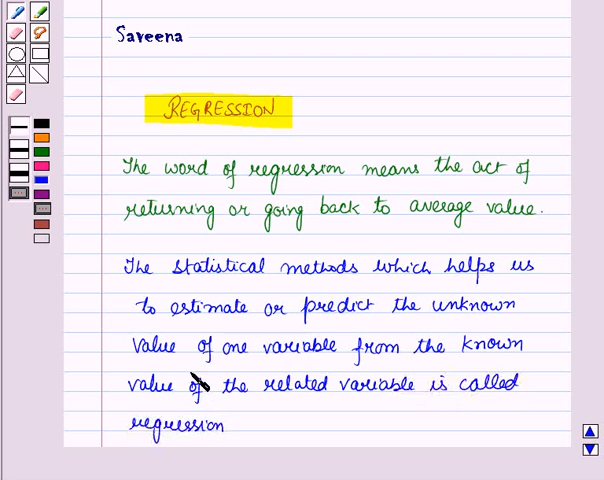 Saveena
REGRESSION
The word of regression means the act of
returning or going back to average value.
The statistical methods which helps us
to estimate or predict the unknown
value of one variable from the known
value of the related variable is called
regression